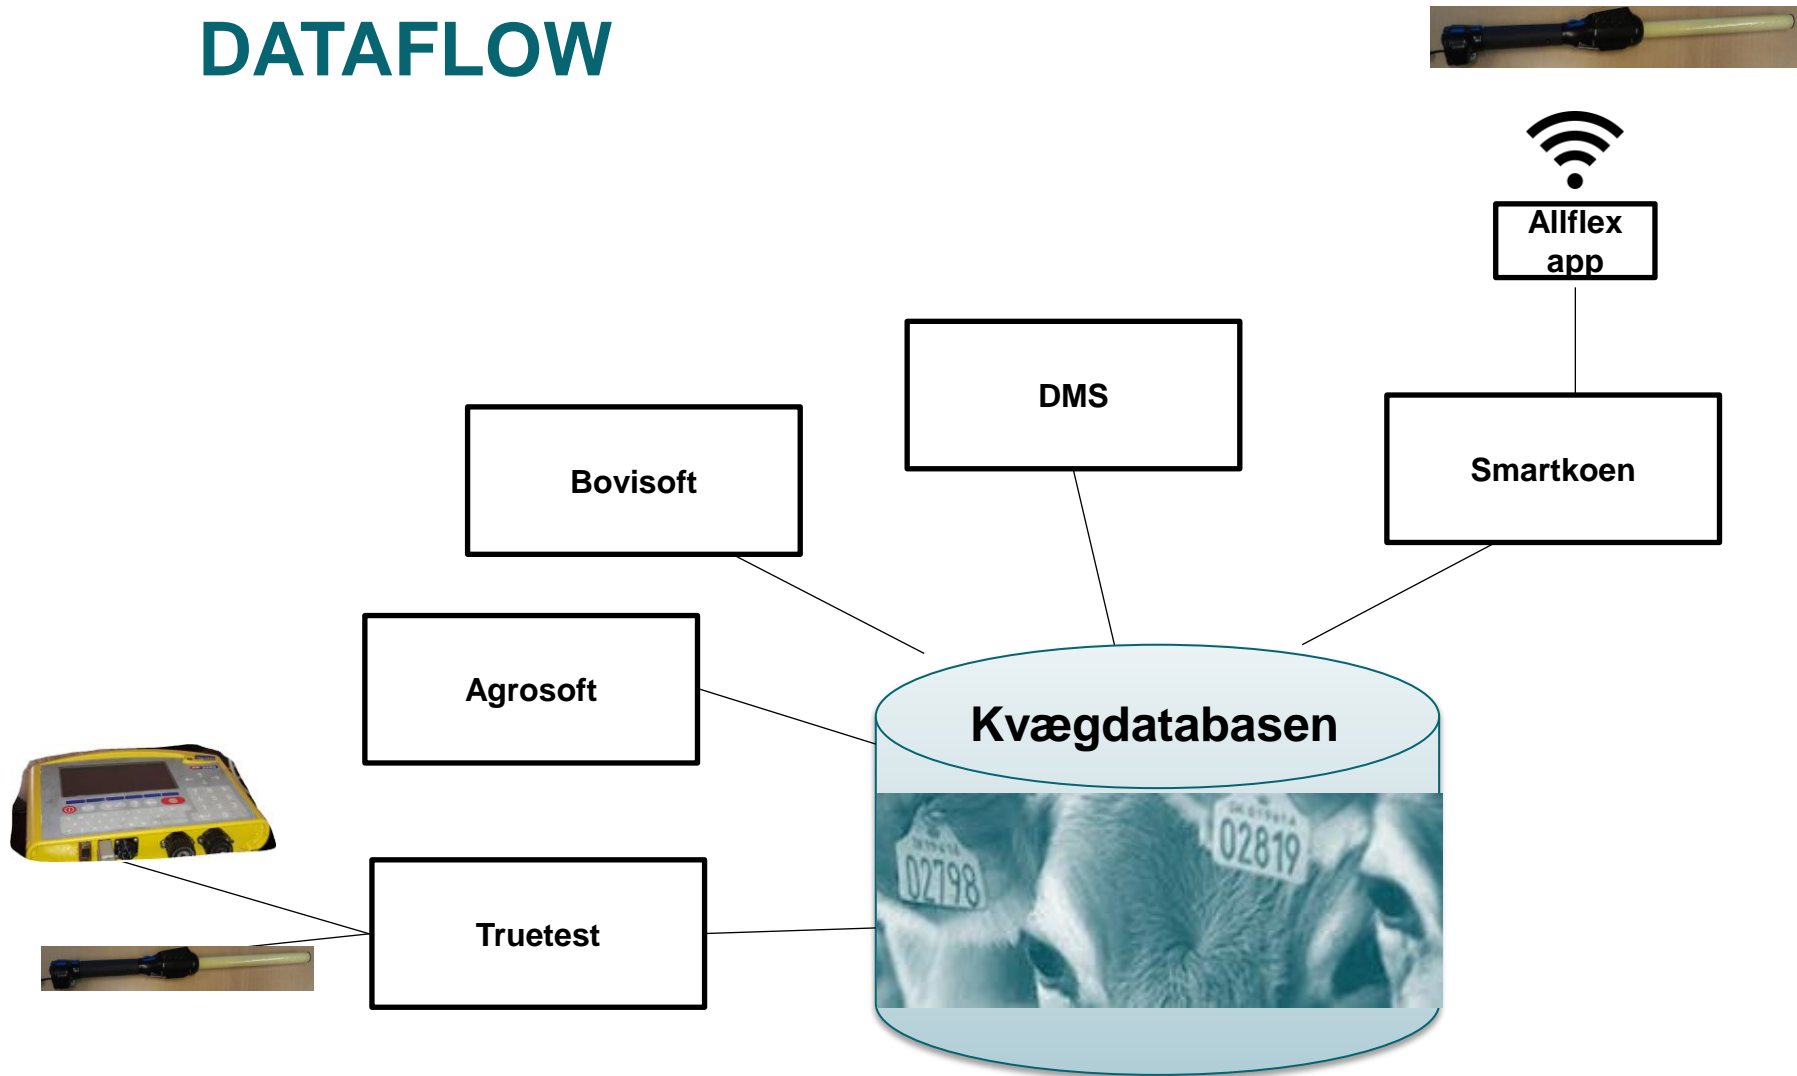 DATAFLOW
Allflex
app
DMS
Smartkoen
Bovisoft
Agrosoft
Kvægdatabasen
02819
02798
Truetest